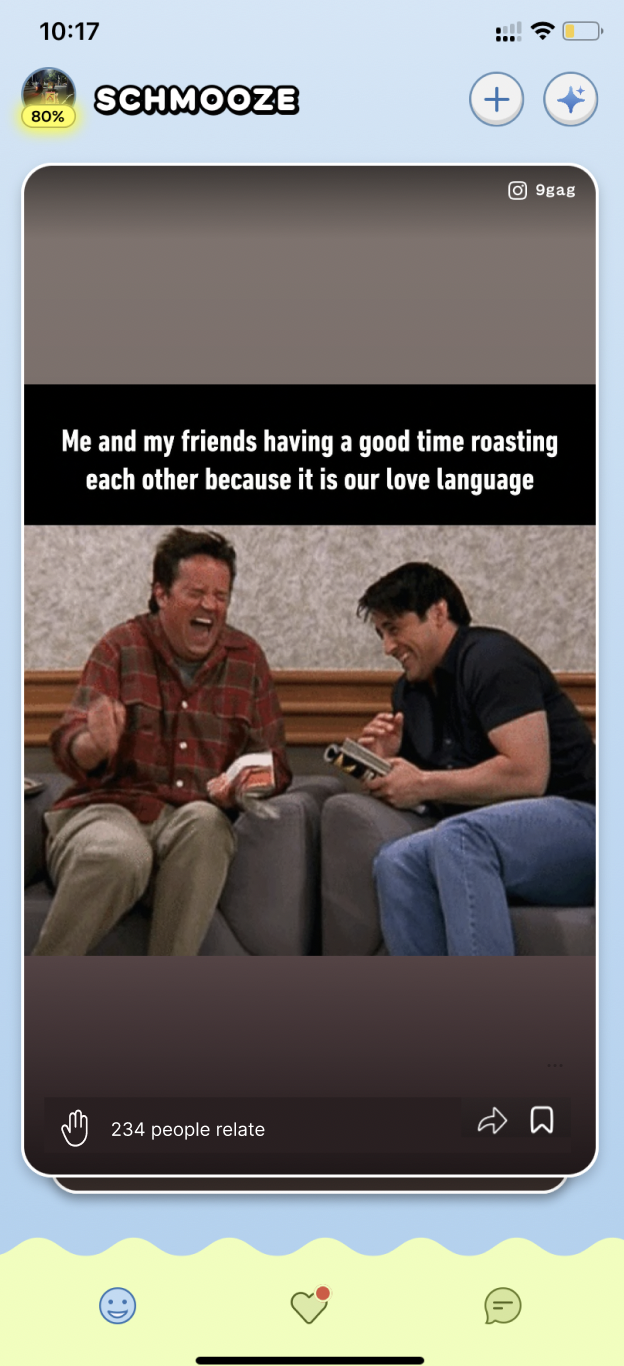 10:17
80%
SCHMOOZE
9gag
Me and my friends having a good time roasting
each other because it is our love language
234 people relate